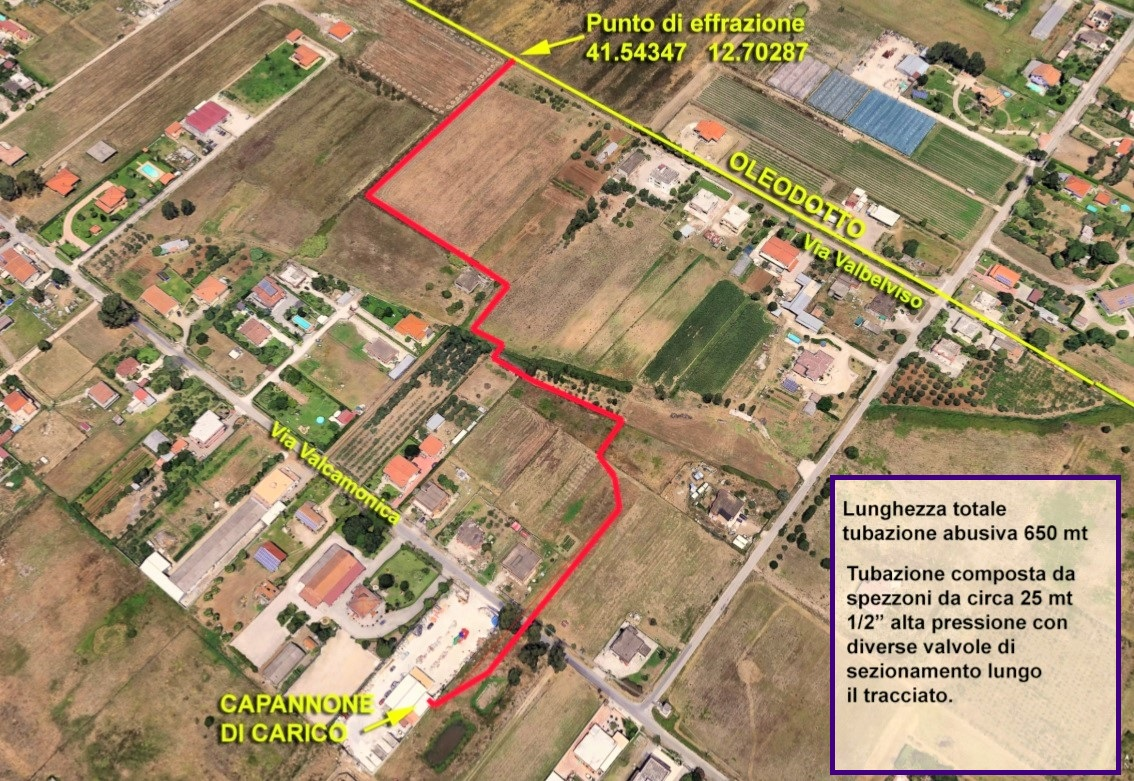 Punto di effrazione
41.54347 12.70287
OLEODOTTO
Via Valbelviso
Via Valcamonica
Lunghezza totale
tubazione abusiva 650 mt
Tubazione composta da
spezzoni da circa 25 mt
1/2” alta pressione con
diverse valvole di
sezionamento lungo
il tracciato.
CAPANNONE
DI CARICO